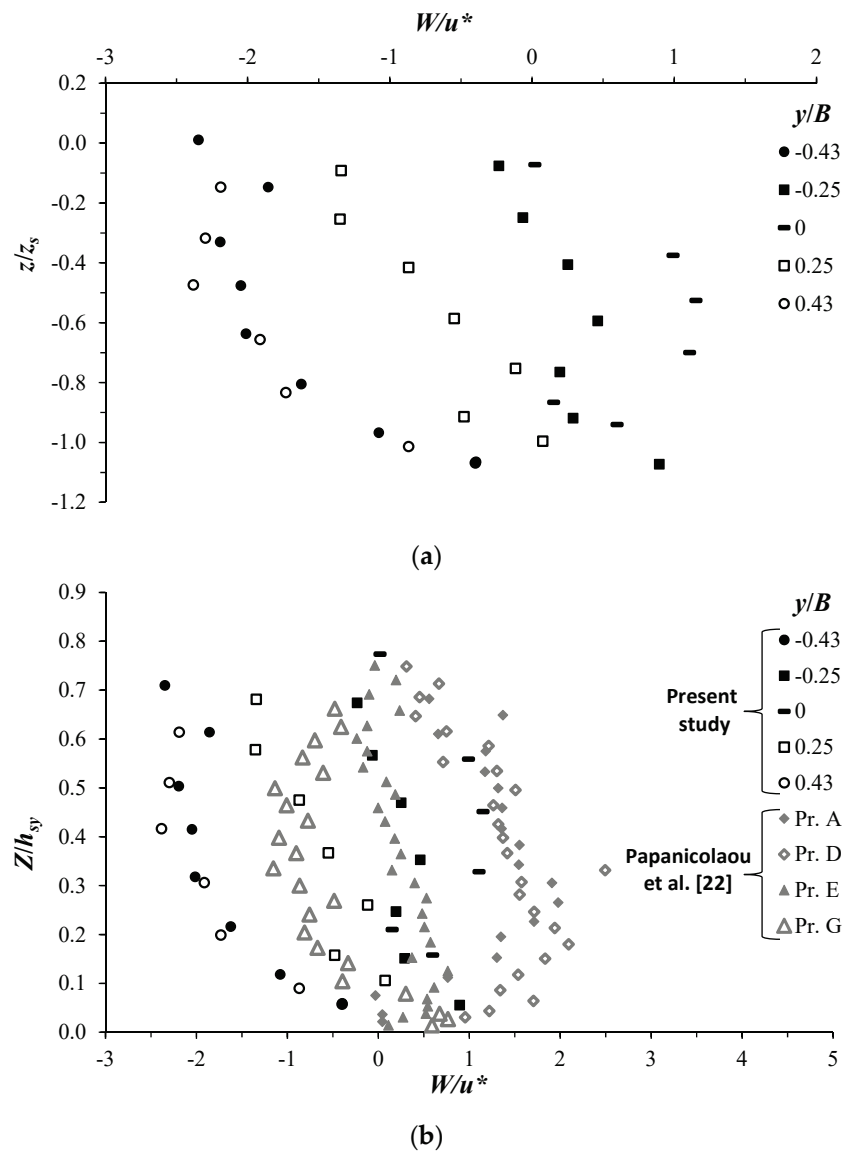 W/u*
-3 -2 -1 0 1 2
0.2
0.0
-0.2
-0.4
-0.6
-0.8
-1.0
-1.2
z/zs
y/B
-0.43
-0.25
0
0.25
0.43
(a)
0.9
0.8
0.7
0.6
0.5
0.4
0.3
0.2
0.1
0.0
Z/hsy
-3 -2 -1 0 1 2 3 4 5
W/u*
y/B
-0.43
-0.25
0
0.25
0.43
Present
study
Pr. A
Pr. D
Pr. E
Pr. G
Papanicolaou
et al. [22]
(b)